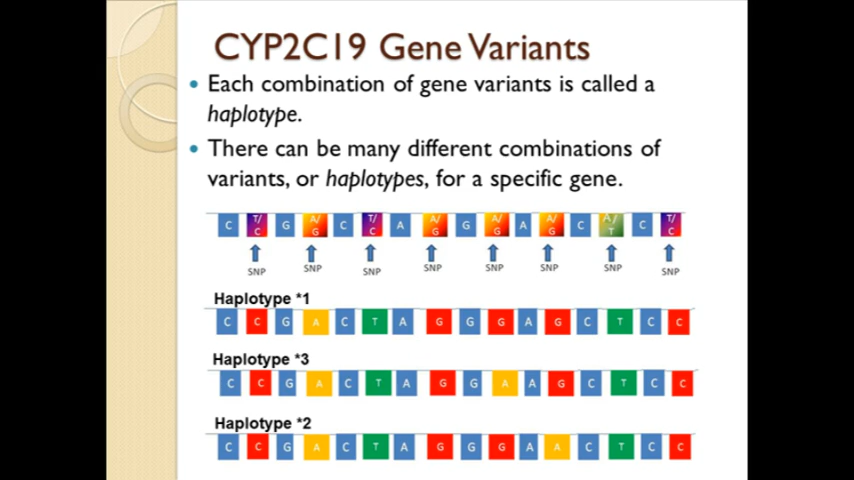 CYP2C19 Gene Variants
Each combination of gene variants is called a
haplotype.
There can be many different combinations of
variants, or haplotypes, for a specific gene.
C T/C G A/G C T/C A A/G G A/G A A/G C A/T C T/C
SNP SNP SNP SNP SNP SNP SNP SNP
Haplotype *1
C C G A C T A G G G A G C T C C
Haplotype *3
C C G A C T A G G A A G C T C C
Haplotype *2
C C G A C T A G G G A A C T C C